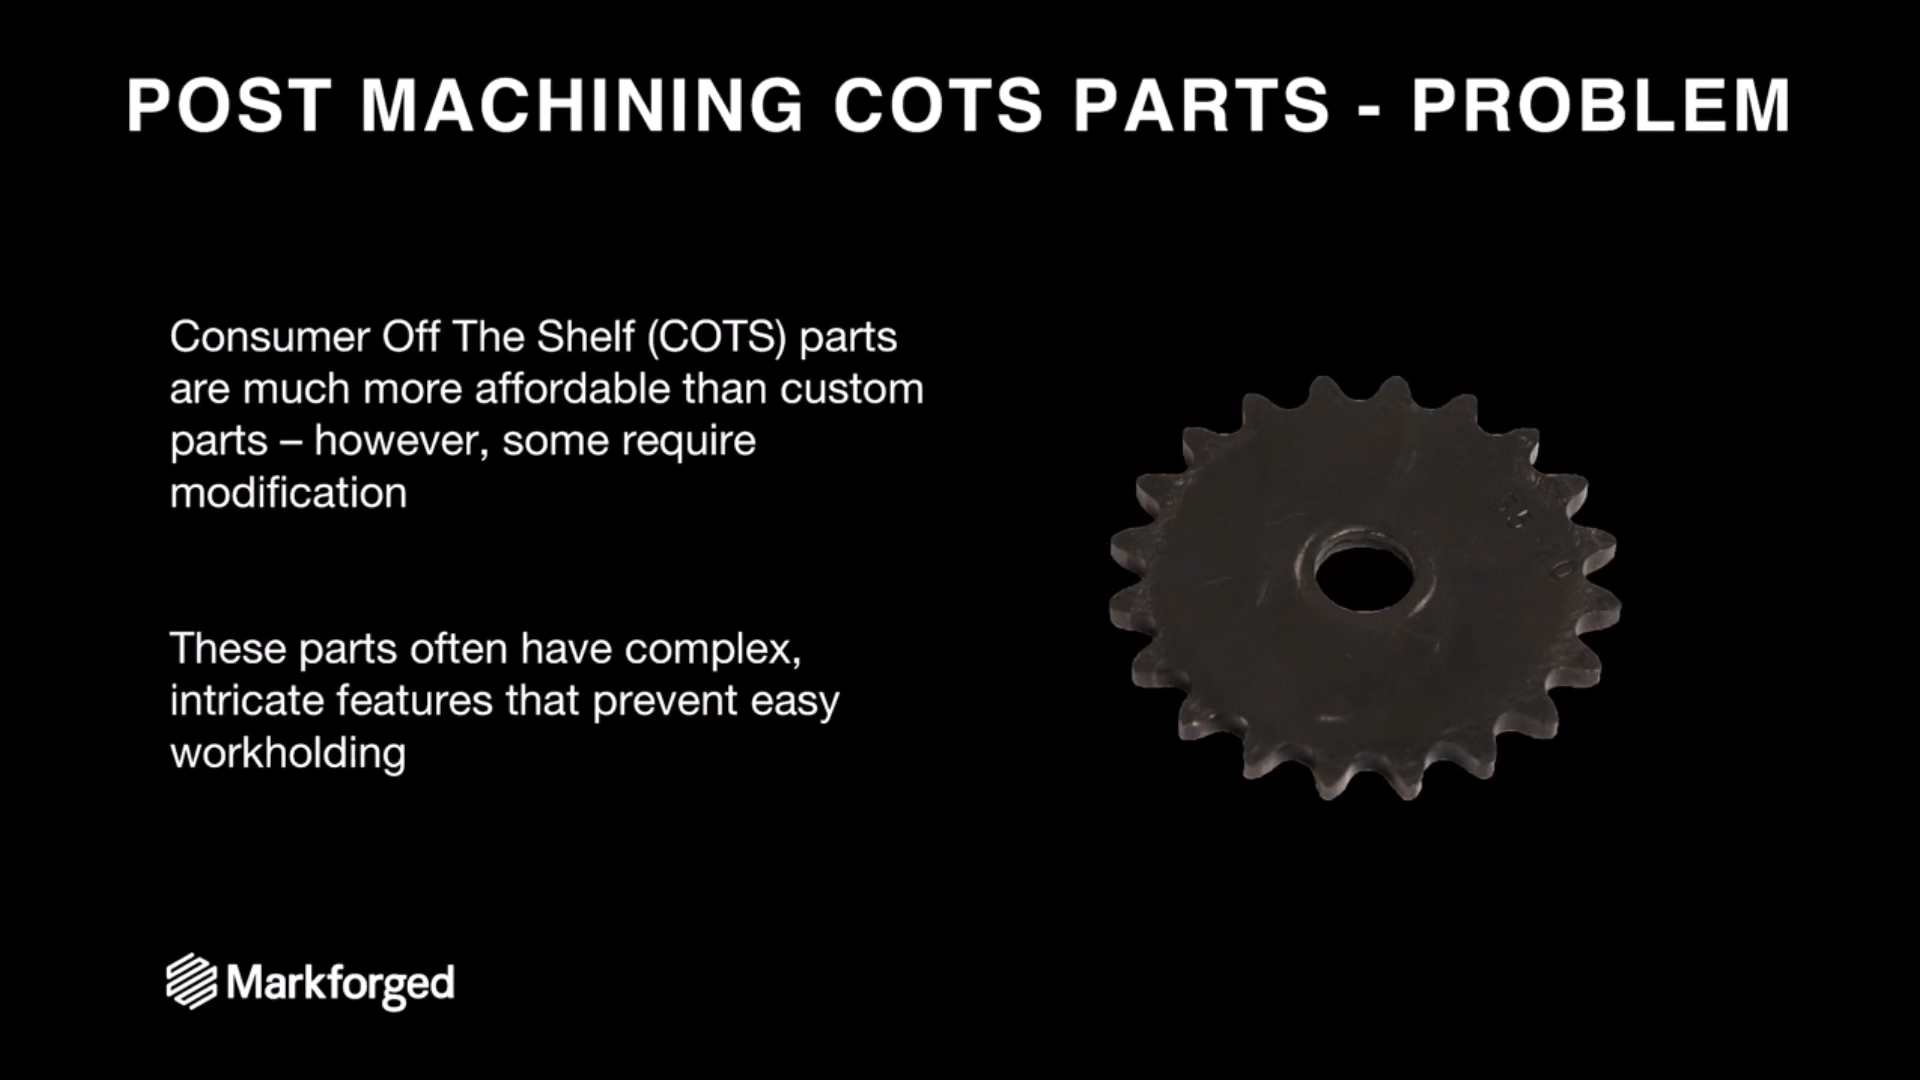 POST MACHINING COTS PARTS - PROBLEM
Consumer Off The Shelf (COTS) parts
are much more affordable than custom
parts – however, some require
modification
These parts often have complex,
intricate features that prevent easy
workholding
Markforged